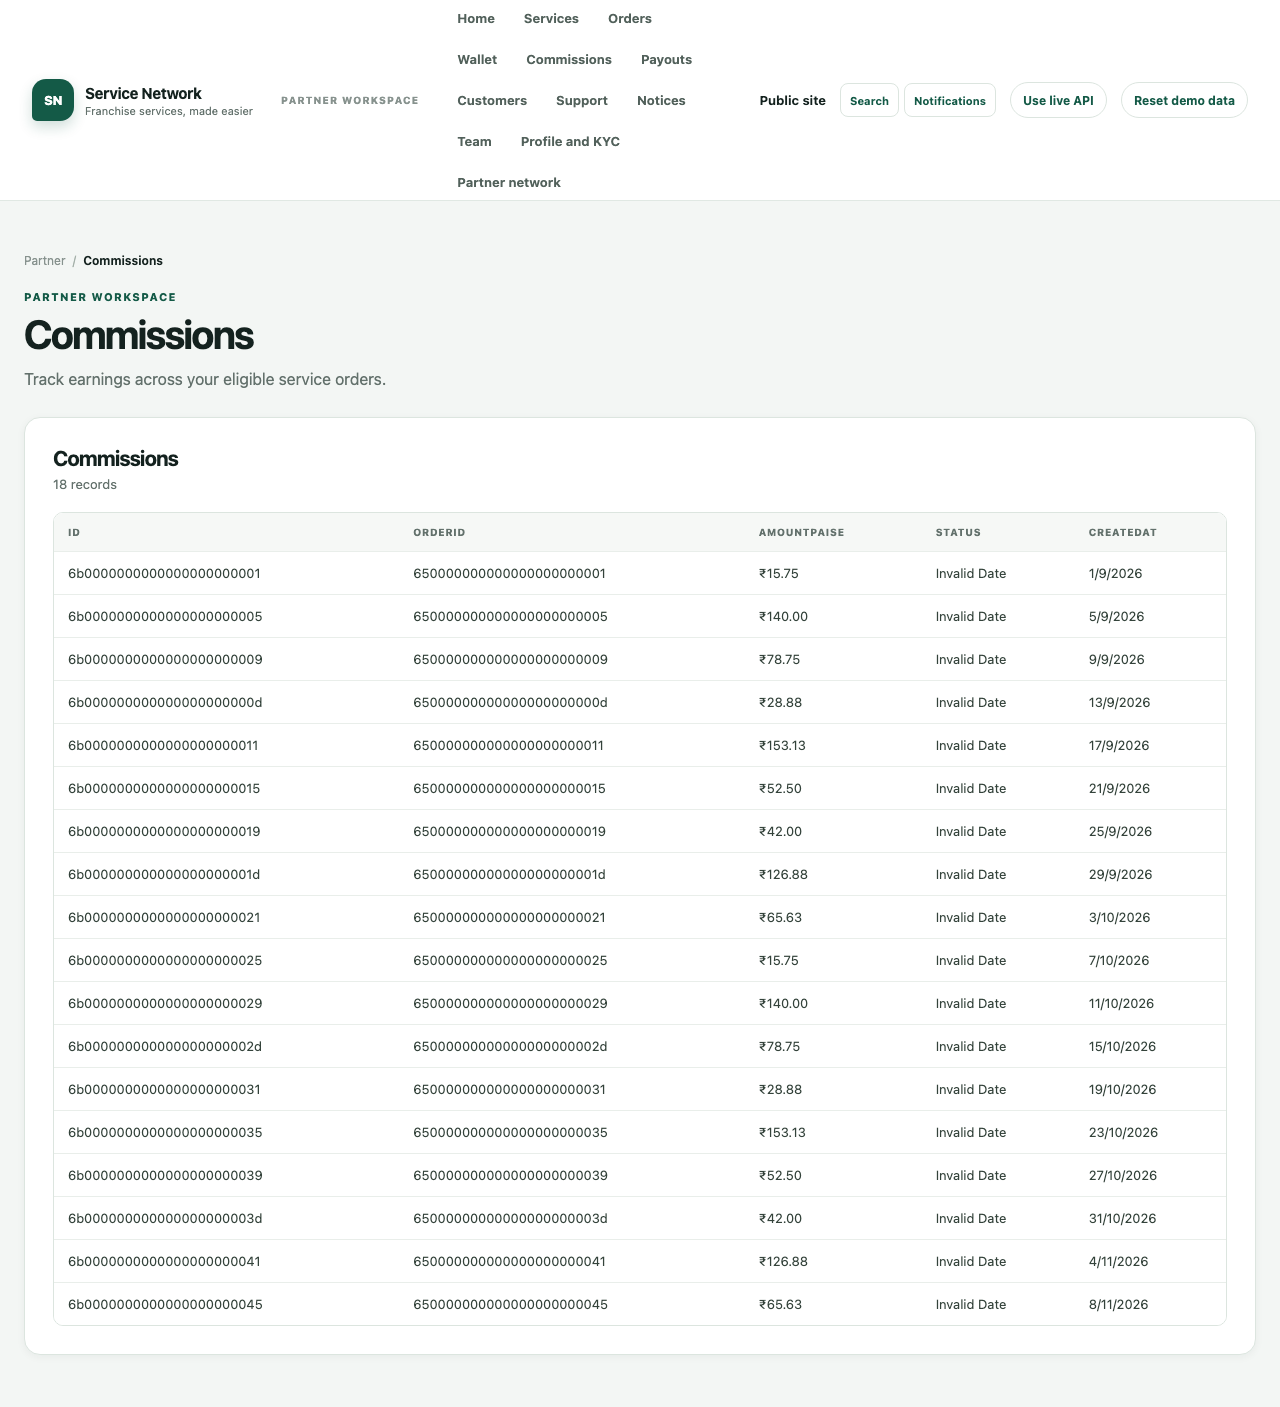 Home Services Orders
Wallet Commissions Payouts
SN Service Network
Franchise services, made easier
PARTNER WORKSPACE
Customers Support Notices
Public site Search Notifications Use live API Reset demo data
Team Profile and KYC
Partner network
Partner / Commissions
PARTNER WORKSPACE
Commissions
Track earnings across your eligible service orders.
Commissions
18 records
ID ORDERID AMOUNTPAISE STATUS CREATEDAT
6b0000000000000000000001 650000000000000000000001 ₹15.75 Invalid Date 1/9/2026
6b0000000000000000000005 650000000000000000000005 ₹140.00 Invalid Date 5/9/2026
6b0000000000000000000009 650000000000000000000009 ₹78.75 Invalid Date 9/9/2026
6b000000000000000000000d 65000000000000000000000d ₹28.88 Invalid Date 13/9/2026
6b0000000000000000000011 650000000000000000000011 ₹153.13 Invalid Date 17/9/2026
6b0000000000000000000015 650000000000000000000015 ₹52.50 Invalid Date 21/9/2026
6b0000000000000000000019 650000000000000000000019 ₹42.00 Invalid Date 25/9/2026
6b000000000000000000001d 65000000000000000000001d ₹126.88 Invalid Date 29/9/2026
6b0000000000000000000021 650000000000000000000021 ₹65.63 Invalid Date 3/10/2026
6b0000000000000000000025 650000000000000000000025 ₹15.75 Invalid Date 7/10/2026
6b0000000000000000000029 650000000000000000000029 ₹140.00 Invalid Date 11/10/2026
6b000000000000000000002d 65000000000000000000002d ₹78.75 Invalid Date 15/10/2026
6b0000000000000000000031 650000000000000000000031 ₹28.88 Invalid Date 19/10/2026
6b0000000000000000000035 650000000000000000000035 ₹153.13 Invalid Date 23/10/2026
6b0000000000000000000039 650000000000000000000039 ₹52.50 Invalid Date 27/10/2026
6b000000000000000000003d 65000000000000000000003d ₹42.00 Invalid Date 31/10/2026
6b0000000000000000000041 650000000000000000000041 ₹126.88 Invalid Date 4/11/2026
6b0000000000000000000045 650000000000000000000045 ₹65.63 Invalid Date 8/11/2026